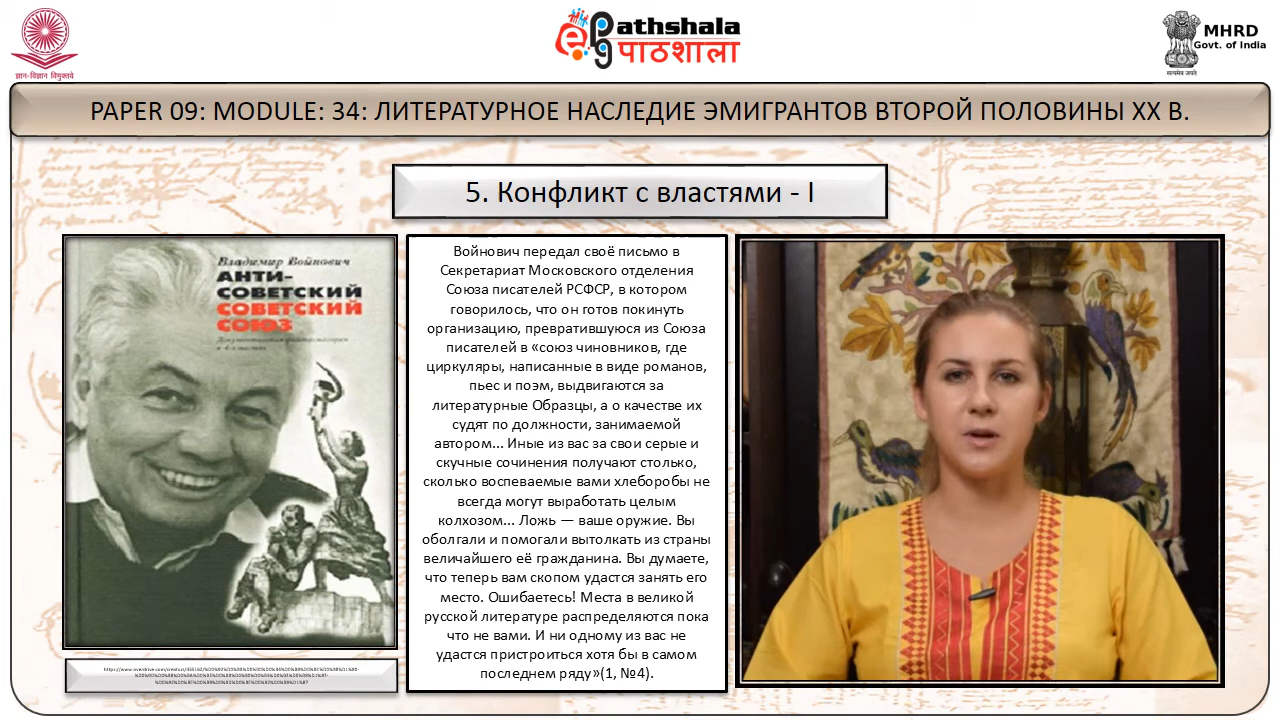 ज्ञान-विज्ञान विमुक्तये
ePG Pathshala
पाठशाला
MHRD
Govt. of India
सत्यमेव जयते
PAPER 09: MODULE: 34: ЛИТЕРАТУРНОЕ НАСЛЕДИЕ ЭМИГРАНТОВ ВТОРОЙ ПОЛОВИНЫ XX В.
5. Конфликт с властями - I
Владимир Войнович
АНТИ-
СОВЕТСКИЙ
СОВЕТСКИЙ
СОЮЗ
Войнович передал своё письмо в
Секретариат Московского отделения
Союза писателей РСФСР, в котором
говорилось, что он готов покинуть
организацию, превратившуюся из Союза
писателей в «союз чиновников, где
циркуляры, написанные в виде романов,
пьес и поэм, выдвигаются за
литературные Образцы, а о качестве их
судят по должности, занимаемой
автором... Иные из вас за свои серые и
скучные сочинения получают столько,
сколько воспеваемые вами хлеборобы не
всегда могут выработать целым
колхозом... Ложь — ваше оружие. Вы
оболгали и помогали вытолкать из страны
величайшего её гражданина. Вы думаете,
что теперь вам скопом удастся занять его
место. Ошибаетесь! Места в великой
русской литературе распределяются пока
что не вами. И ни одному из вас не
удастся пристроиться хотя бы в самом
последнем ряду»(1, №4).